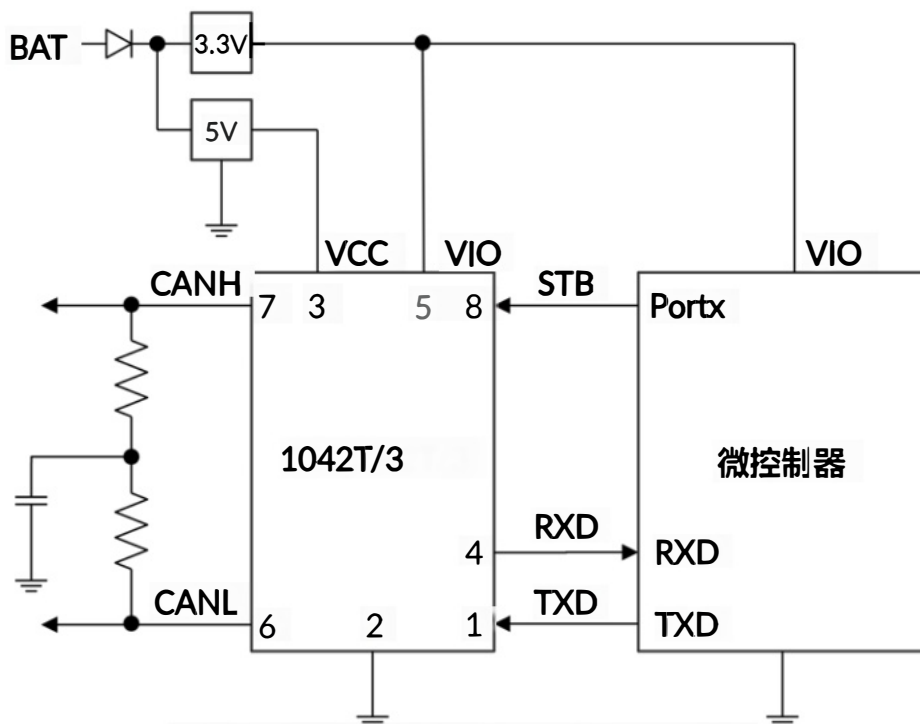 BAT
3.3V
5V
VCC
VIO
VIO
CANH
STB
7
3
5
8
Portx
1042T/3
微控制器
RXD
4
RXD
CANL
TXD
6
2
1
TXD